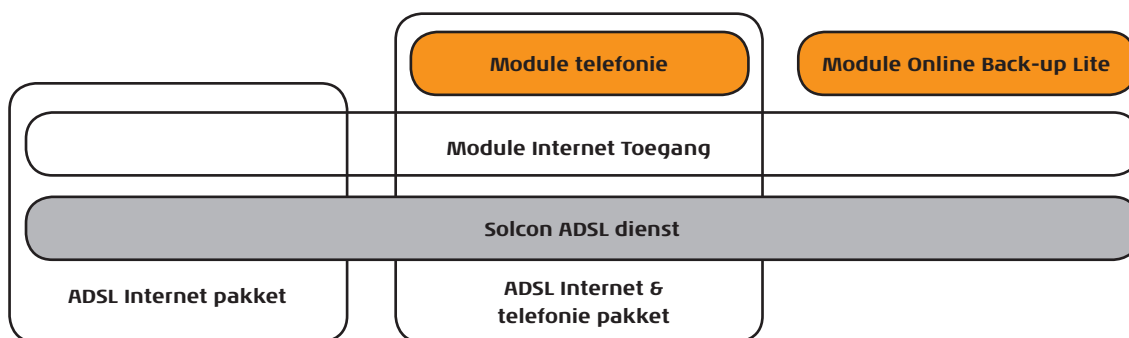 Module telefonie
Module Online Back-up Lite
Module Internet Toegang
Solcon ADSL dienst
ADSL Internet pakket
ADSL Internet &
telefonie pakket